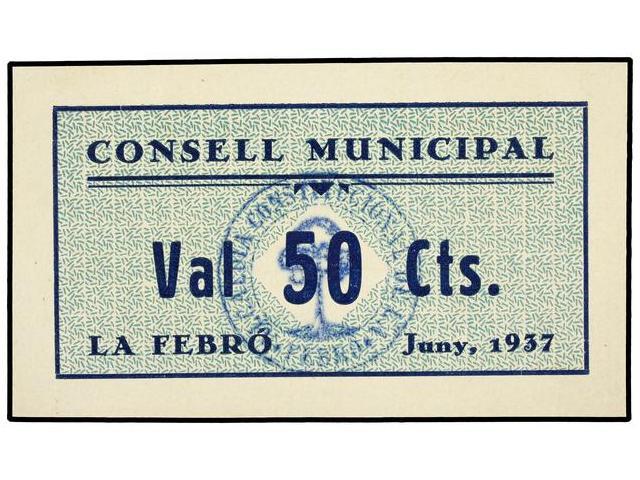 CONSELL MUNICIPAL
Val 50 Cts.
LA FEBRÓ Juny, 1937